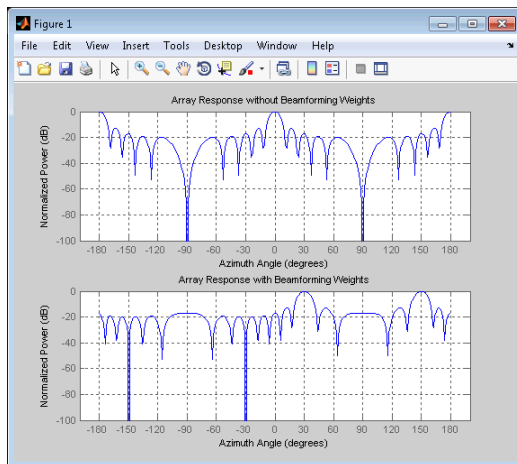 Figure 1
File Edit View Insert Tools Desktop Window Help
Array Response without Beamforming Weights
Normalized Power (dB)
0
-20
-40
-60
-80
-100
-180 -150 -120 -90 -60 -30 0 30 60 90 120 150 180
Azimuth Angle (degrees)
Array Response with Beamforming Weights
Normalized Power (dB)
0
-20
-40
-60
-80
-100
-180 -150 -120 -90 -60 -30 0 30 60 90 120 150 180
Azimuth Angle (degrees)